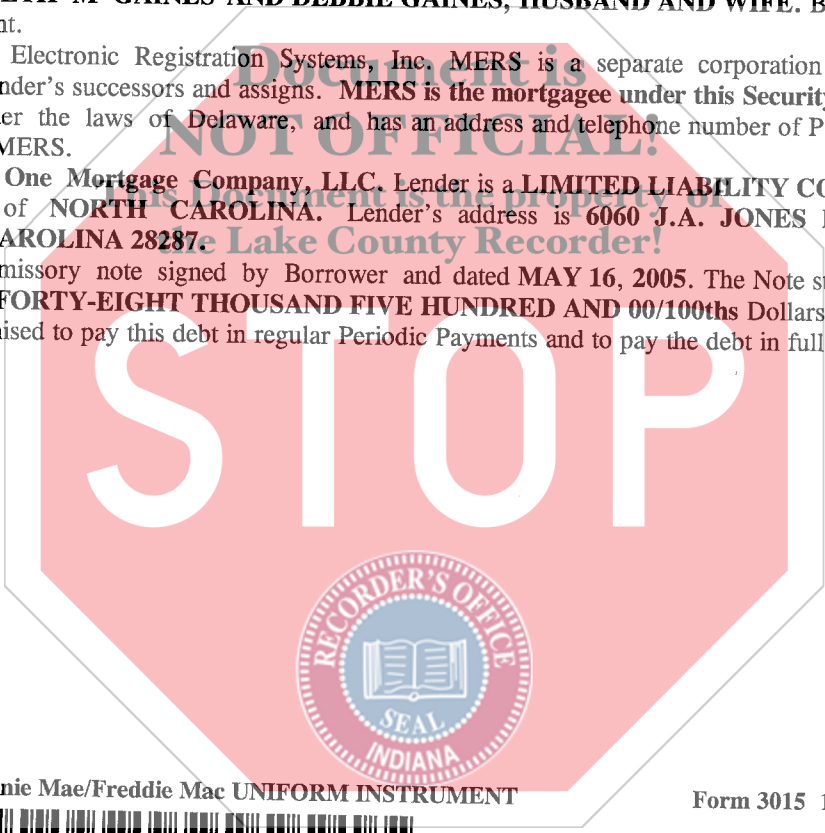 M GAINES AND DEBBIE GAINES, HUSBAND AND WIFE. B
nt.
Electronic Registration Systems, Inc. MERS is a separate corporation
nder's successors and assigns. MERS is the mortgagee under this Security
er the laws of Delaware, and has an address and telephone number of P
MERS.
One Mortgage Company, LLC. Lender is a LIMITED LIABILITY CO
of NORTH CAROLINA. Lender's address is 6060 J.A. JONES
AROLINA 28287.
missory note signed by Borrower and dated MAY 16, 2005. The Note st
FORTY-EIGHT THOUSAND FIVE HUNDRED AND 00/100ths Dollars
ised to pay this debt in regular Periodic Payments and to pay the debt in full
Document is
NOT OFFICIAL!
This Document is the property of
the Lake County Recorder!
STOP
RECORDER'S OFFICE
SEAL
INDIANA
nie Mae/Freddie Mac UNIFORM INSTRUMENT
Form 3015 1